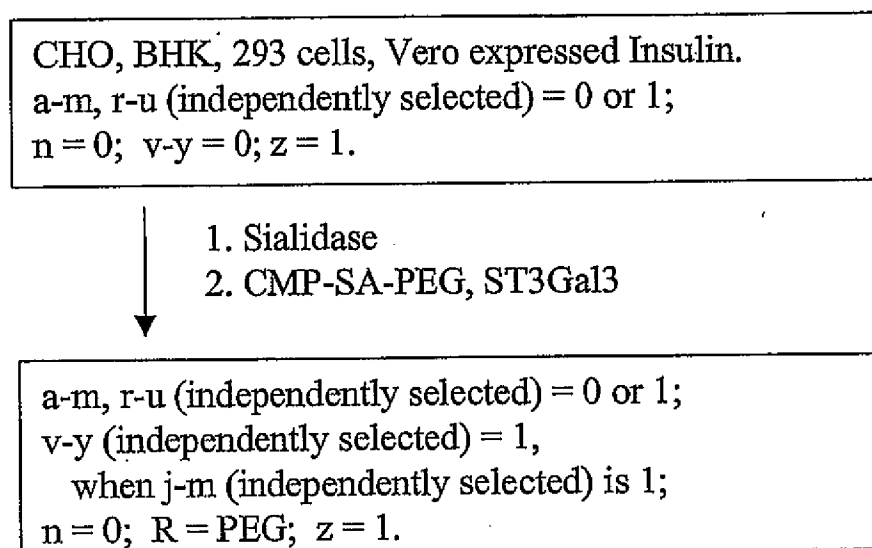 CHO, BHK, 293 cells, Vero expressed Insulin.
a-m, r-u (independently selected) = 0 or 1;
n = 0; v-y = 0; z = 1.
1. Sialidase
2. CMP-SA-PEG, ST3Gal3
a-m, r-u (independently selected) = 0 or 1;
v-y (independently selected) = 1,
when j-m (independently selected) is 1;
n = 0; R = PEG; z = 1.